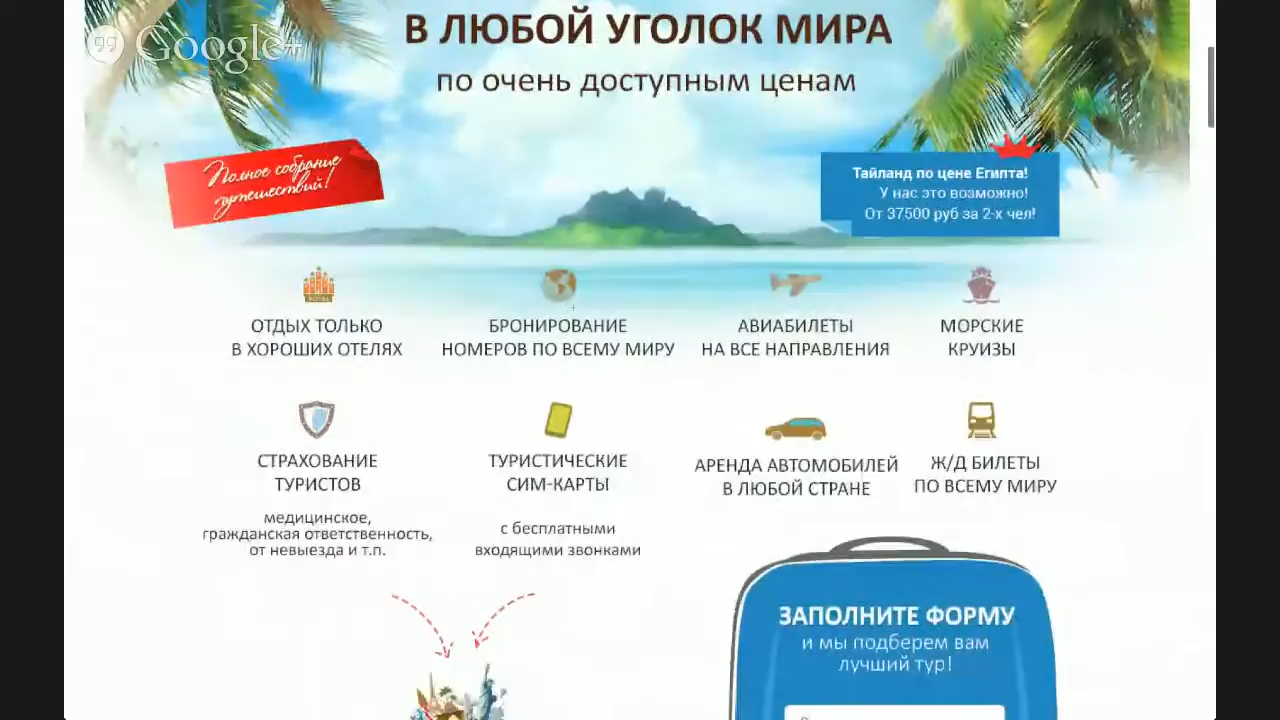 Google+
В ЛЮБОЙ УГОЛОК МИРА
по очень доступным ценам
Полное собрание
путешествий!
Тайланд по цене Египта!
У нас это возможно!
От 37500 руб за 2-х чел!
HOTEL
ОТДЫХ ТОЛЬКО
В ХОРОШИХ ОТЕЛЯХ
БРОНИРОВАНИЕ
НОМЕРОВ ПО ВСЕМУ МИРУ
АВИАБИЛЕТЫ
НА ВСЕ НАПРАВЛЕНИЯ
МОРСКИЕ
КРУИЗЫ
СТРАХОВАНИЕ
ТУРИСТОВ
медицинское,
гражданская ответственность,
от невыезда и т.п.
ТУРИСТИЧЕСКИЕ
СИМ-КАРТЫ
с бесплатными
входящими звонками
АРЕНДА АВТОМОБИЛЕЙ
В ЛЮБОЙ СТРАНЕ
Ж/Д БИЛЕТЫ
ПО ВСЕМУ МИРУ
ЗАПОЛНИТЕ ФОРМУ
и мы подберем вам
лучший тур!